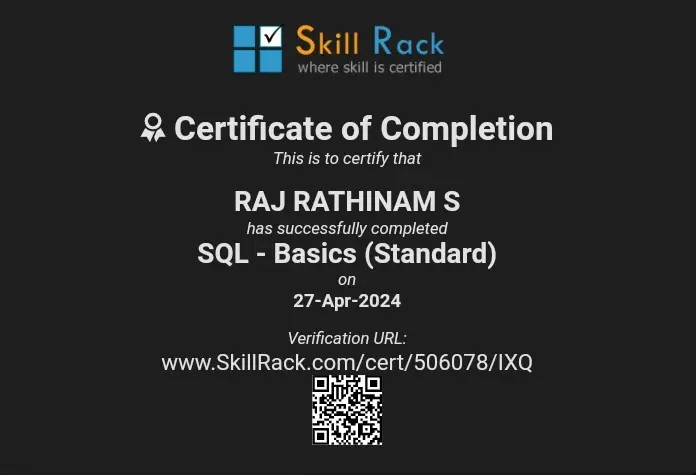 Skill Rack
where skill is certified
Certificate of Completion
This is to certify that
RAJ RATHINAM S
has successfully completed
SQL - Basics (Standard)
on
27-Apr-2024
Verification URL:
www.SkillRack.com/cert/506078/IXQ